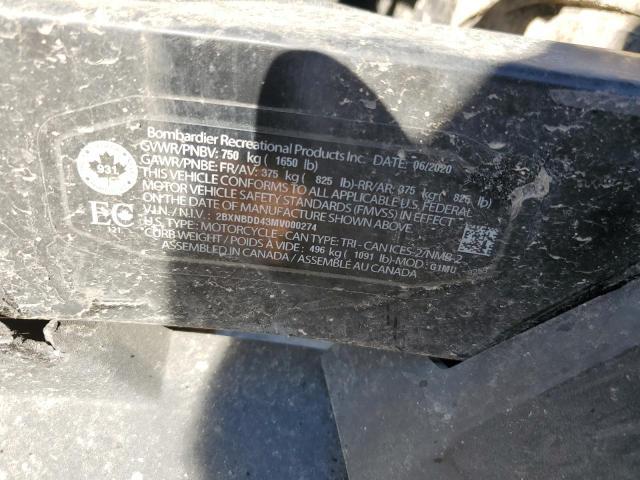 Bombardier Recreational Products Inc. DATE: 06/2020
GVWR/PNBV: 750 kg ( 1650 lb)
GAWR/PNBE: FR/AV: 375 kg ( 825 lb)-RR/AR: 375 kg ( 825 lb)
THIS VEHICLE CONFORMS TO ALL APPLICABLE U.S. FEDERAL
MOTOR VEHICLE SAFETY STANDARDS (FMVSS) IN EFFECT
ON THE DATE OF MANUFACTURE SHOWN ABOVE.
V.I.N. / N.I.V. : 2BXNBDD43MV000274
U.S. TYPE: MOTORCYCLE - CAN TYPE: TRI - CAN ICES-2/NMB-2
CURB WEIGHT / POIDS À VIDE: 496 kg ( 1091 lb)-MOD: G1MU
ASSEMBLED IN CANADA / ASSEMBLÉ AU CANADA
931
EC
121